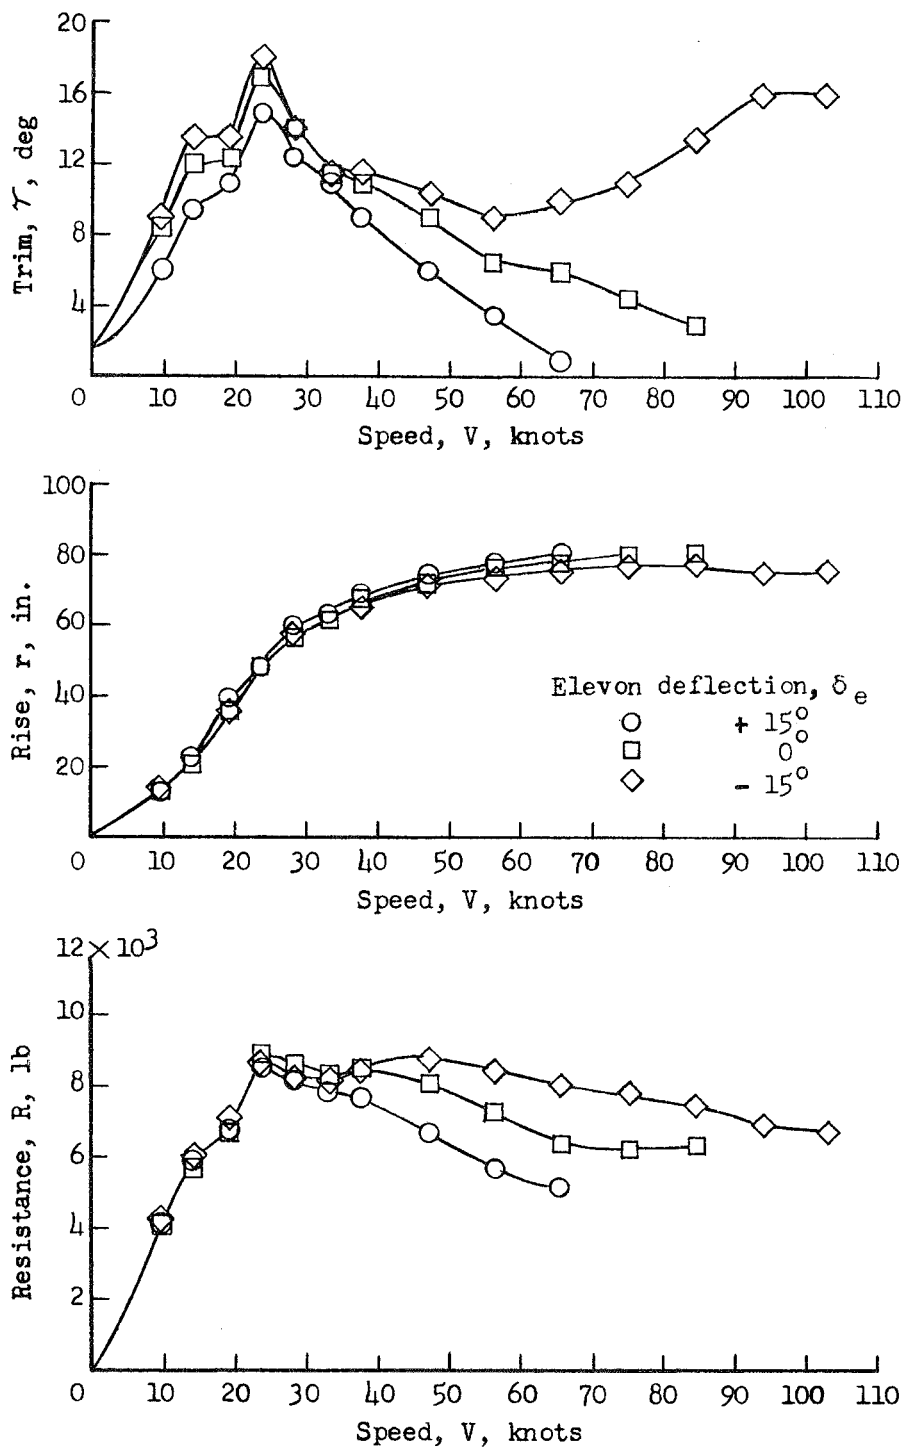 20
16
12
8
4
Trim, τ, deg
0 10 20 30 40 50 60 70 80 90 100 110
Speed, V, knots
100
80
60
40
20
Rise, r, in.
Elevon deflection, δe
+ 15°
0°
- 15°
0 10 20 30 40 50 60 70 80 90 100 110
Speed, V, knots
12 × 10³
10
8
6
4
2
Resistance, R, lb
0 10 20 30 40 50 60 70 80 90 100 110
Speed, V, knots